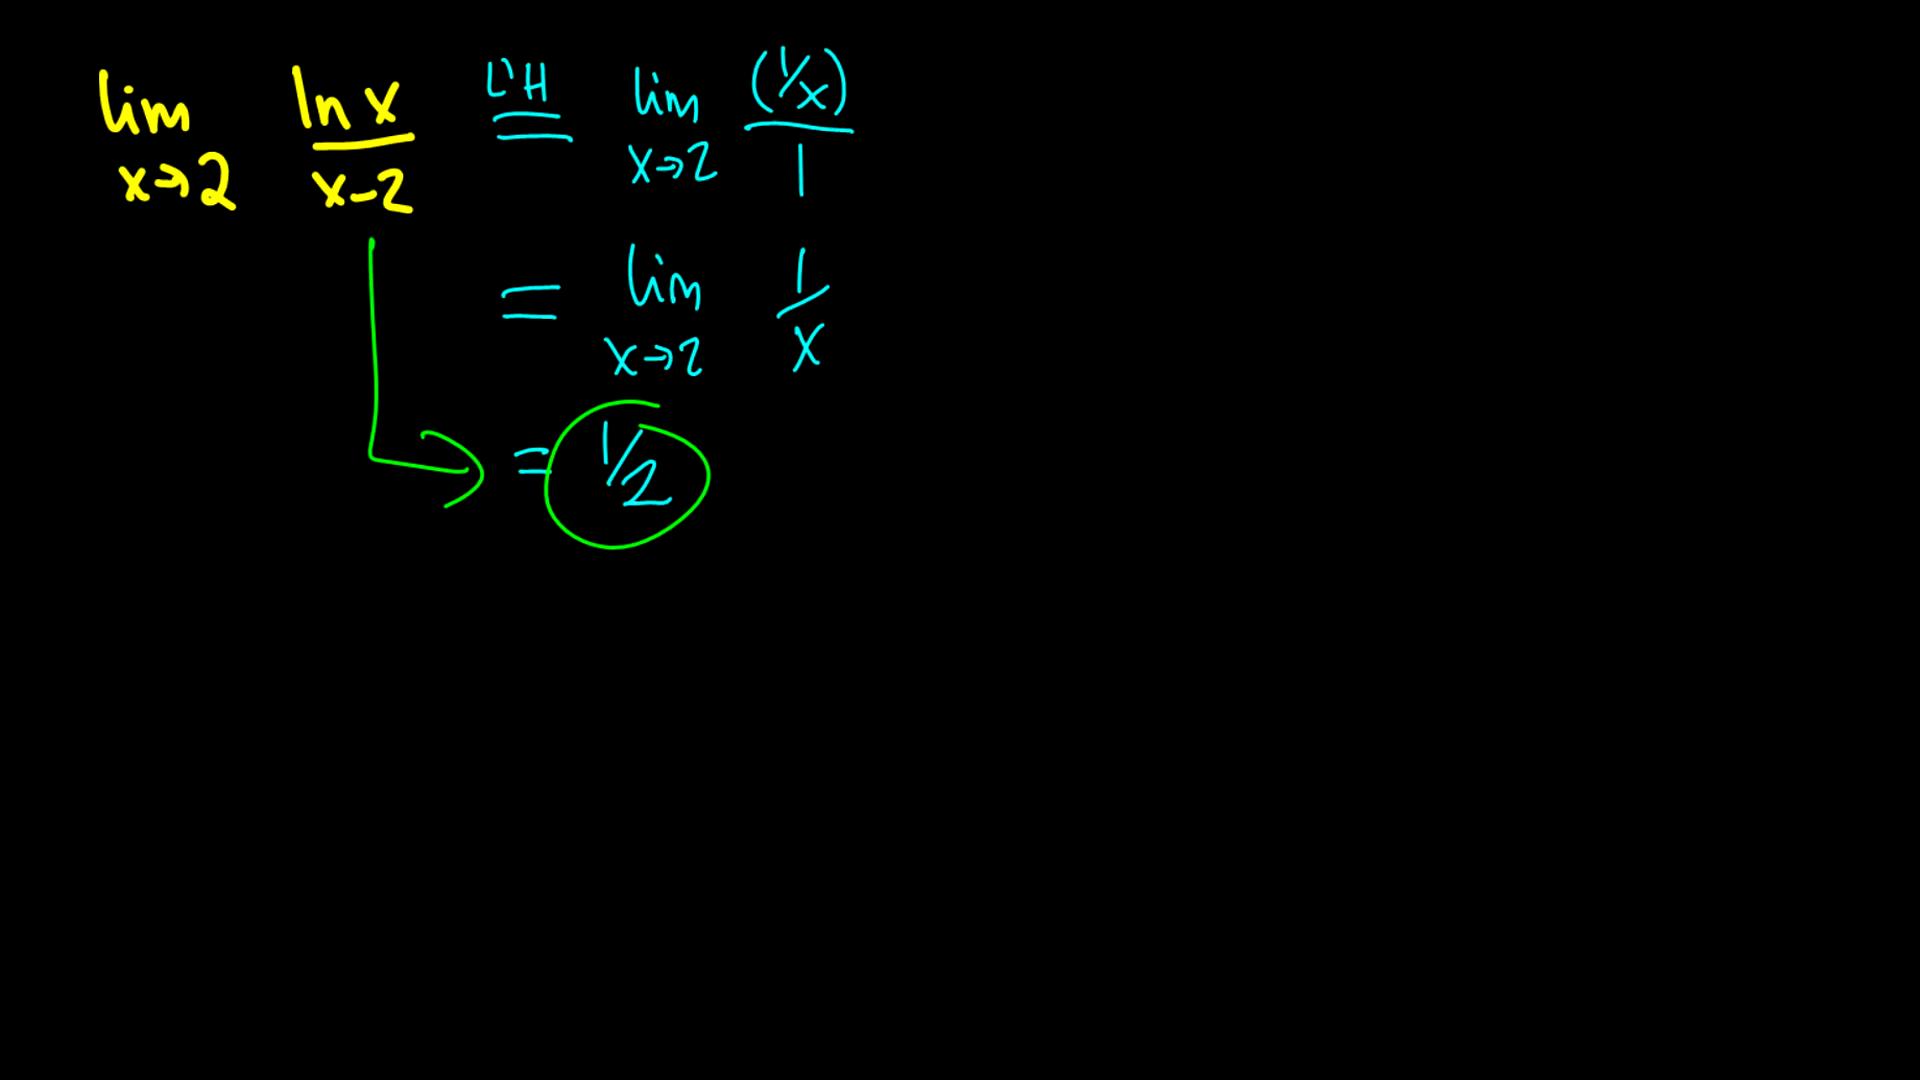 lim x→2 ln x / x-2 L'H = lim x→2 (1/x) / 1
= lim x→2 1/x
= 1/2